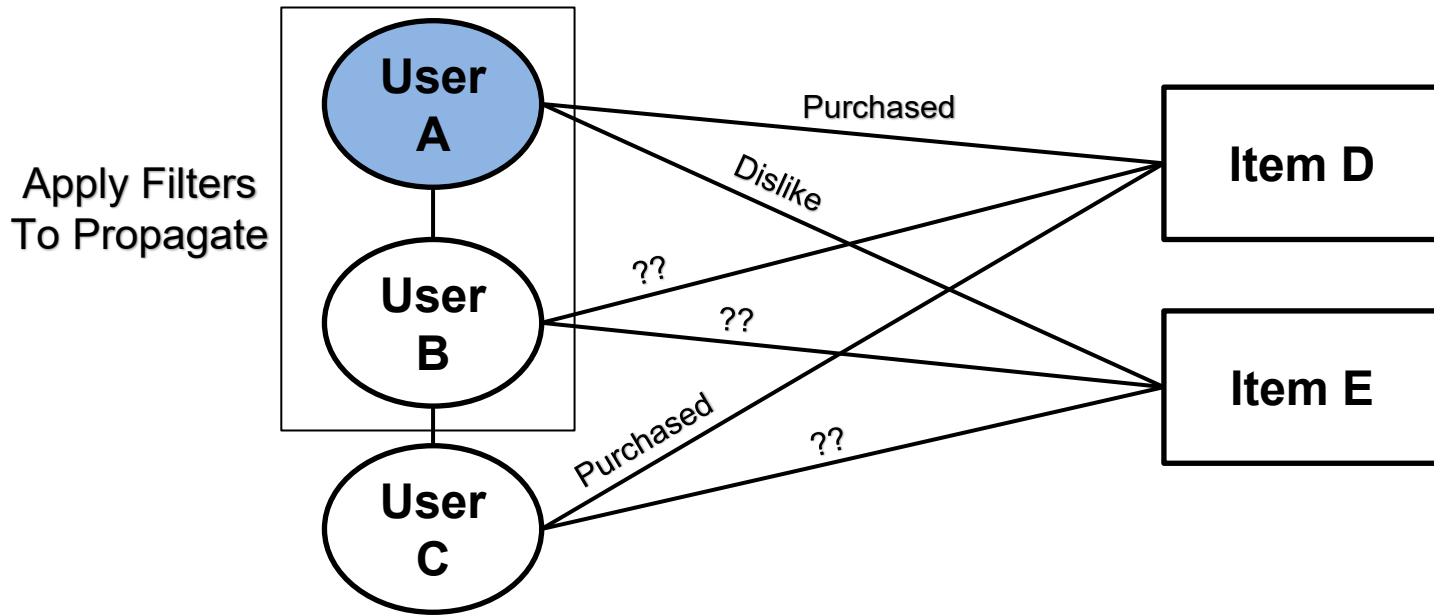 User
A
Purchased
Item D
Apply Filters
To Propagate
Dislike
??
User
B
??
Item E
Purchased
??
User
C